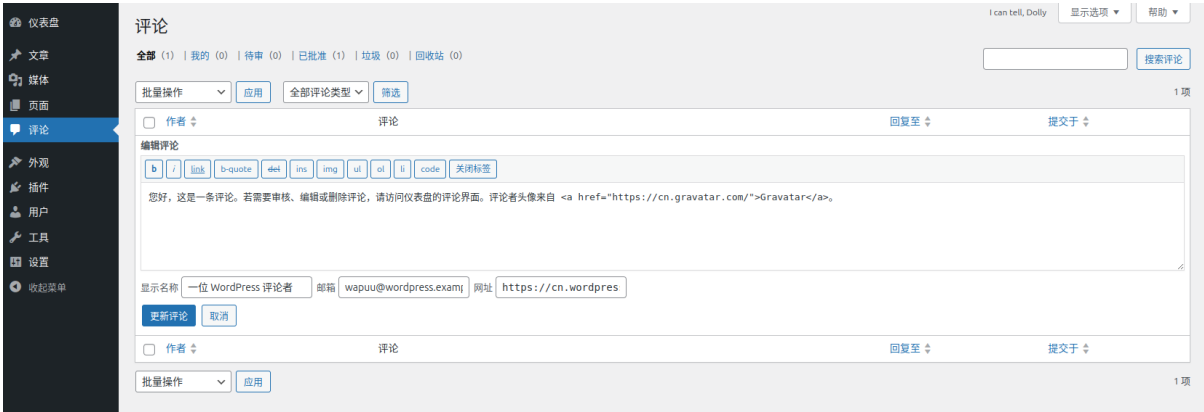 仪表盘
文章
媒体
页面
评论
外观
插件
用户
工具
设置
收起菜单
评论
I can tell, Dolly
显示选项
帮助
全部 (1) | 我的 (0) | 待审 (0) | 已批准 (1) | 垃圾 (0) | 回收站 (0)
搜索评论
批量操作 应用 全部评论类型 筛选
1 项
作者 评论 回复至 提交于
编辑评论
b i link b-quote del ins img ul ol li code 关闭标签
您好，这是一条评论。若需要审核、编辑或删除评论，请访问仪表盘的评论界面。评论者头像来自 <a href="https://cn.gravatar.com/">Gravatar</a>。
显示名称 一位 WordPress 评论者 邮箱 wapuu@wordpress.examp 网址 https://cn.wordpres
更新评论 取消
作者 评论 回复至 提交于
批量操作 应用
1 项